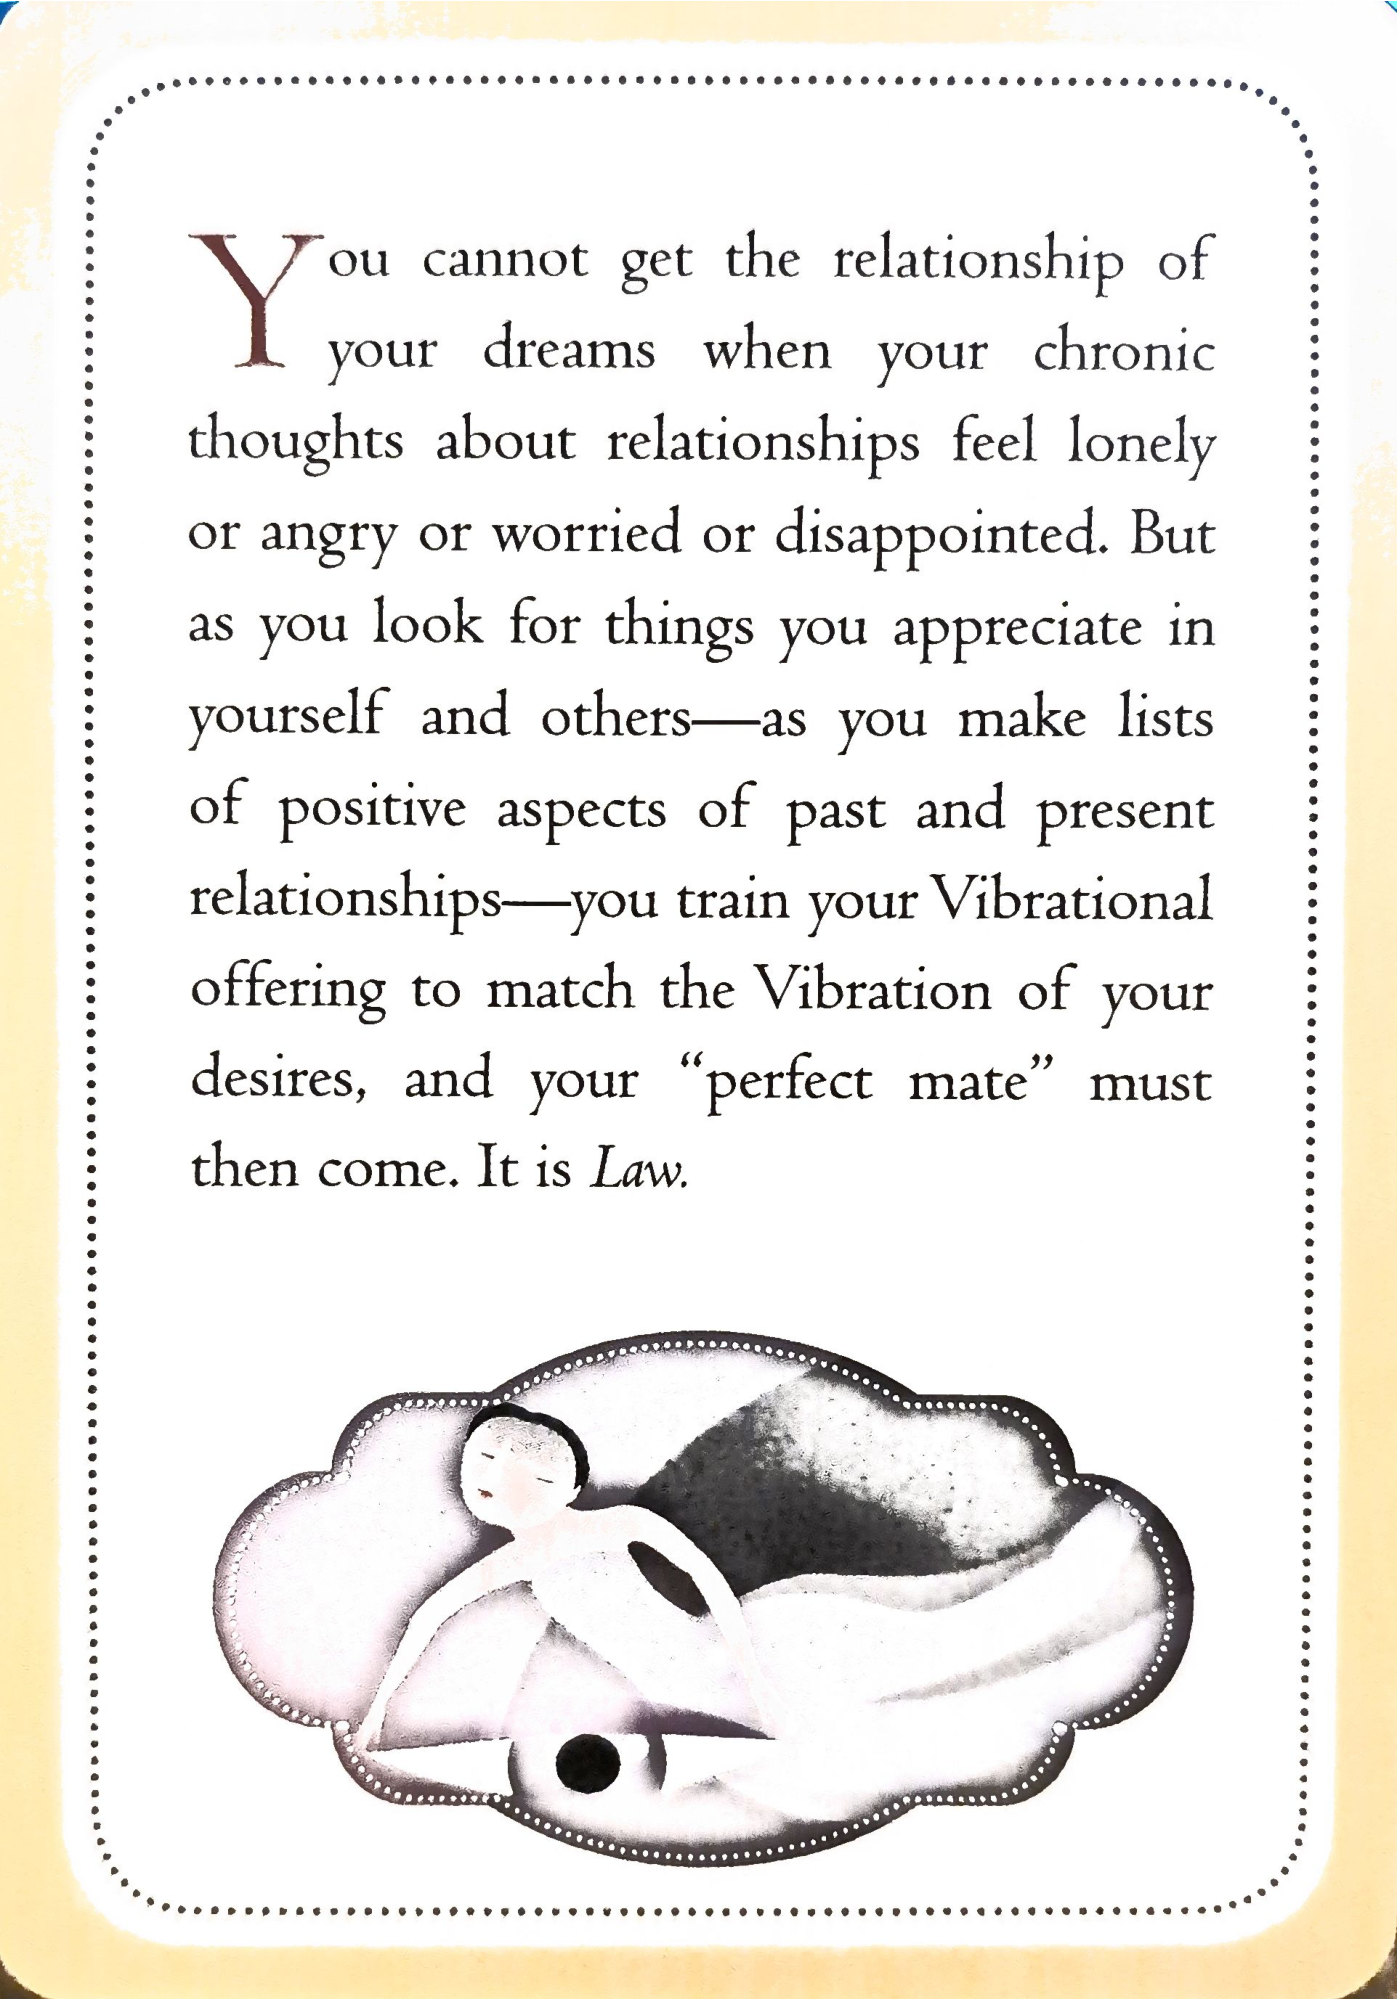 You cannot get the relationship of
your dreams when your chronic
thoughts about relationships feel lonely
or angry or worried or disappointed. But
as you look for things you appreciate in
yourself and others—as you make lists
of positive aspects of past and present
relationships—you train your Vibrational
offering to match the Vibration of your
desires, and your “perfect mate” must
then come. It is Law.